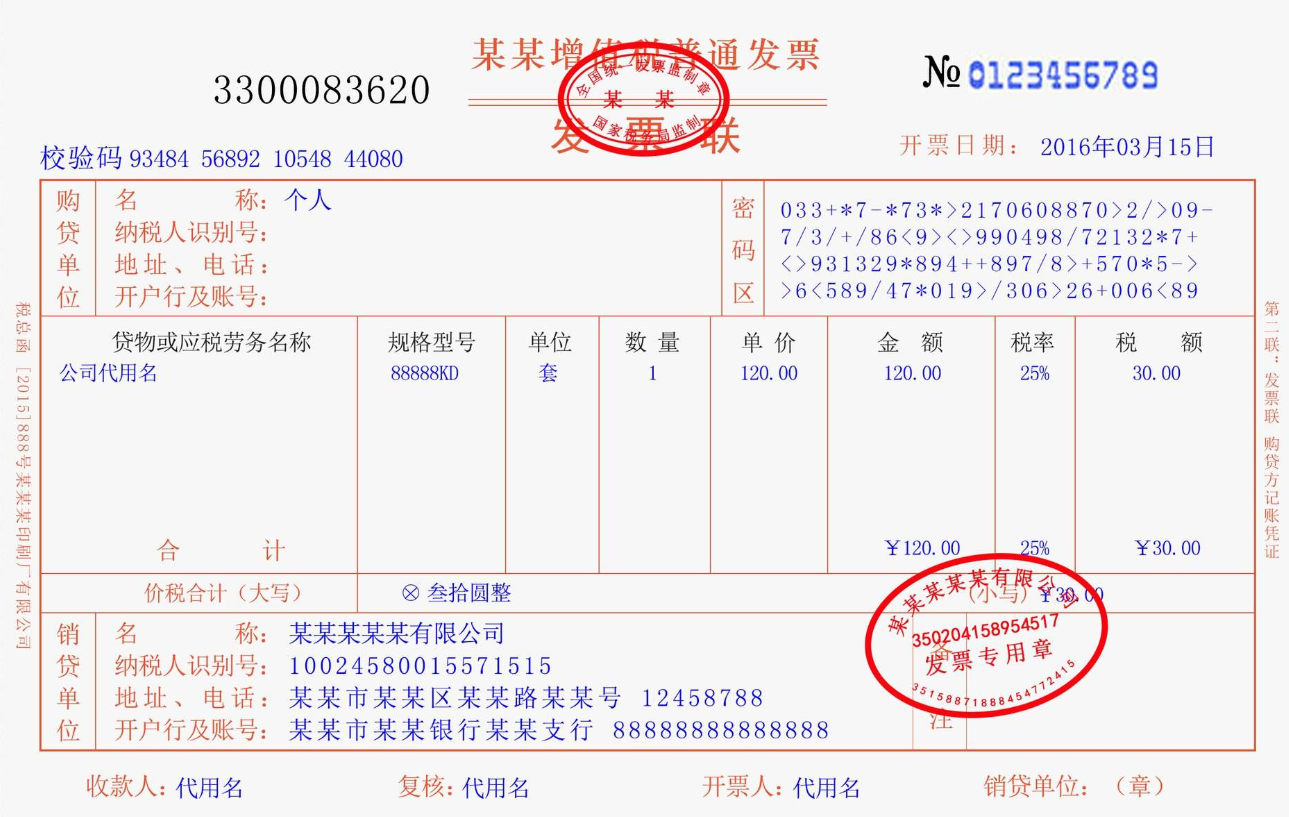 某某增值税普通发票
3300083620
全国统一发票监制章
某 某
国家税务局监制
№ 0123456789
发票联
校验码 93484 56892 10548 44080
开票日期： 2016年03月15日
购贷单位
名 称： 个人
纳税人识别号：
地址、电话：
开户行及账号：
密码区
033+*7-*73*>2170608870>2/>09-
7/3/+/86<9><>990498/72132*7+
<>931329*894++897/8>+570*5->
>6<589/47*019>/306>26+006<89
贷物或应税劳务名称 规格型号 单位 数 量 单 价 金 额 税率 税 额
公司代用名 88888KD 套 1 120.00 120.00 25% 30.00
合 计 ￥120.00 25% ￥30.00
价税合计（大写） ⊗ 叁拾圆整 （小写）￥30.00
销贷单位
名 称： 某某某某某有限公司
纳税人识别号： 10024580015571515
地址、电话： 某某市某某区某某路某某号 12458788
开户行及账号： 某某市某某银行某某支行 88888888888888
备注
某某某某某有限公司
350204158954517
发票专用章
3515887188844547 72415
收款人： 代用名 复核： 代用名 开票人： 代用名 销贷单位：（章）
税总函 [2015]888号某某某印刷厂有限公司
第二联：发票联 购贷方记账凭证